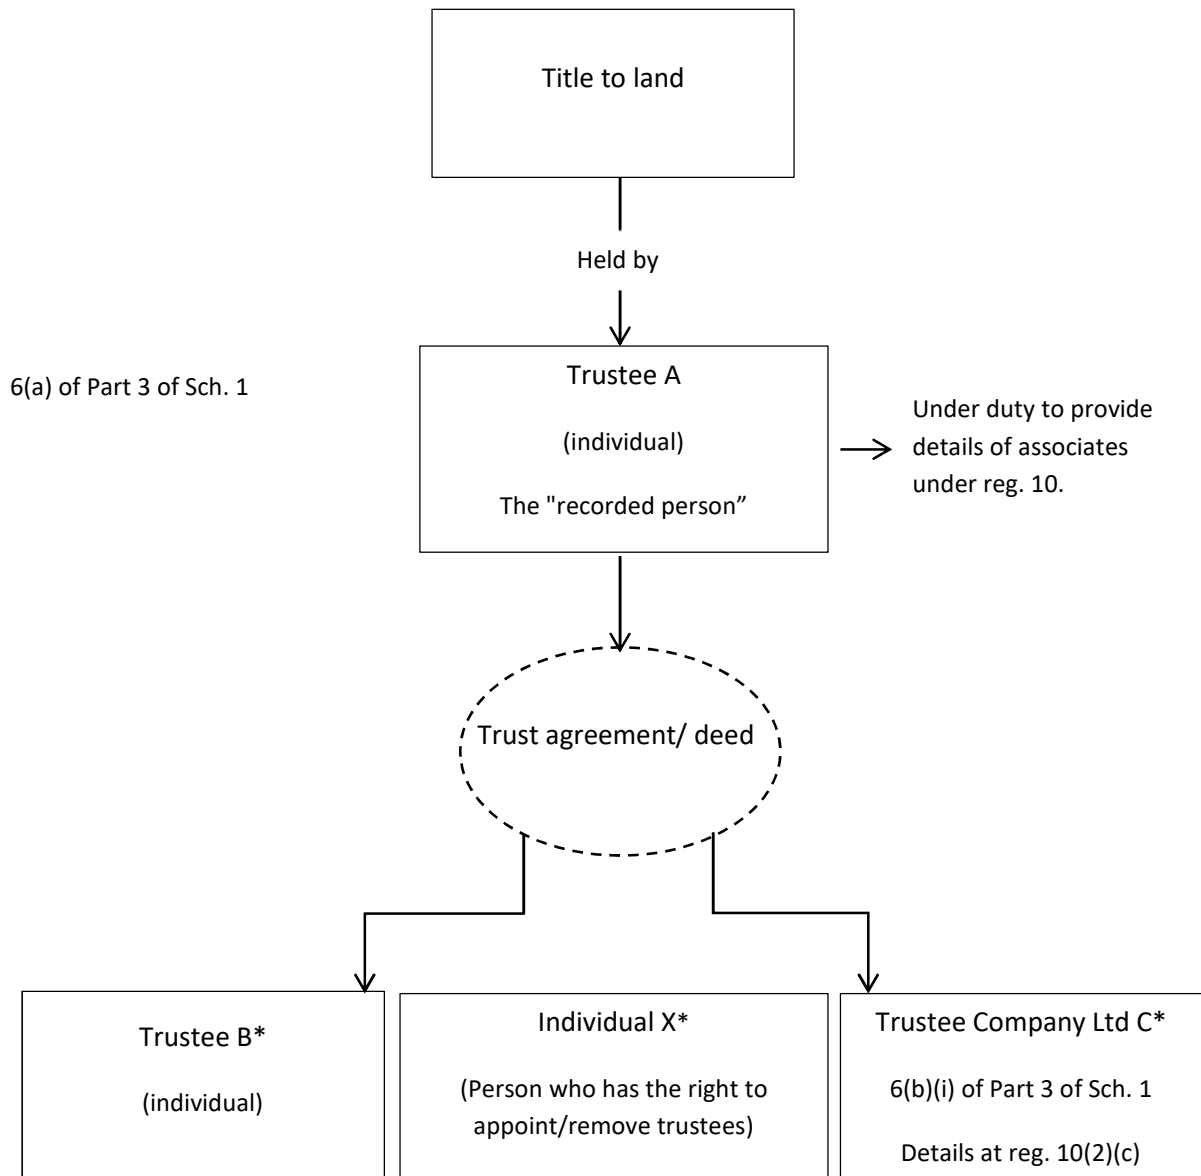 Title to land
Held by
6(a) of Part 3 of Sch. 1
Trustee A
(individual)
The "recorded person”
Under duty to provide
details of associates
under reg. 10.
Trust agreement/ deed
Trustee B*
(individual)
Individual X*
(Person who has the right to
appoint/remove trustees)
Trustee Company Ltd C*
6(b)(i) of Part 3 of Sch. 1
Details at reg. 10(2)(c)